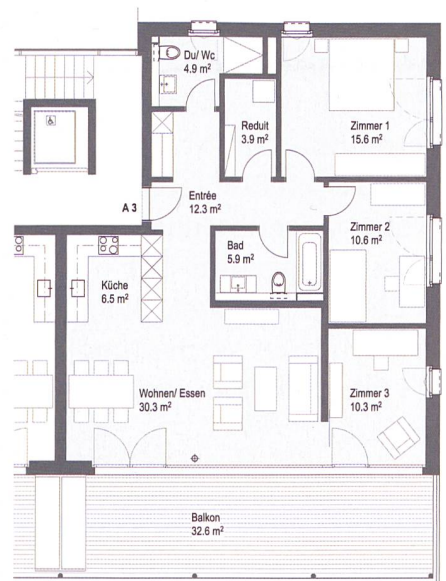 Du/Wc
4.9 m²
Reduit
3.9 m²
Zimmer 1
15.6 m²
A 3
Entrée
12.3 m²
Zimmer 2
10.6 m²
Bad
5.9 m²
Küche
6.5 m²
Wohnen/ Essen
30.3 m²
Zimmer 3
10.3 m²
Balkon
32.6 m²